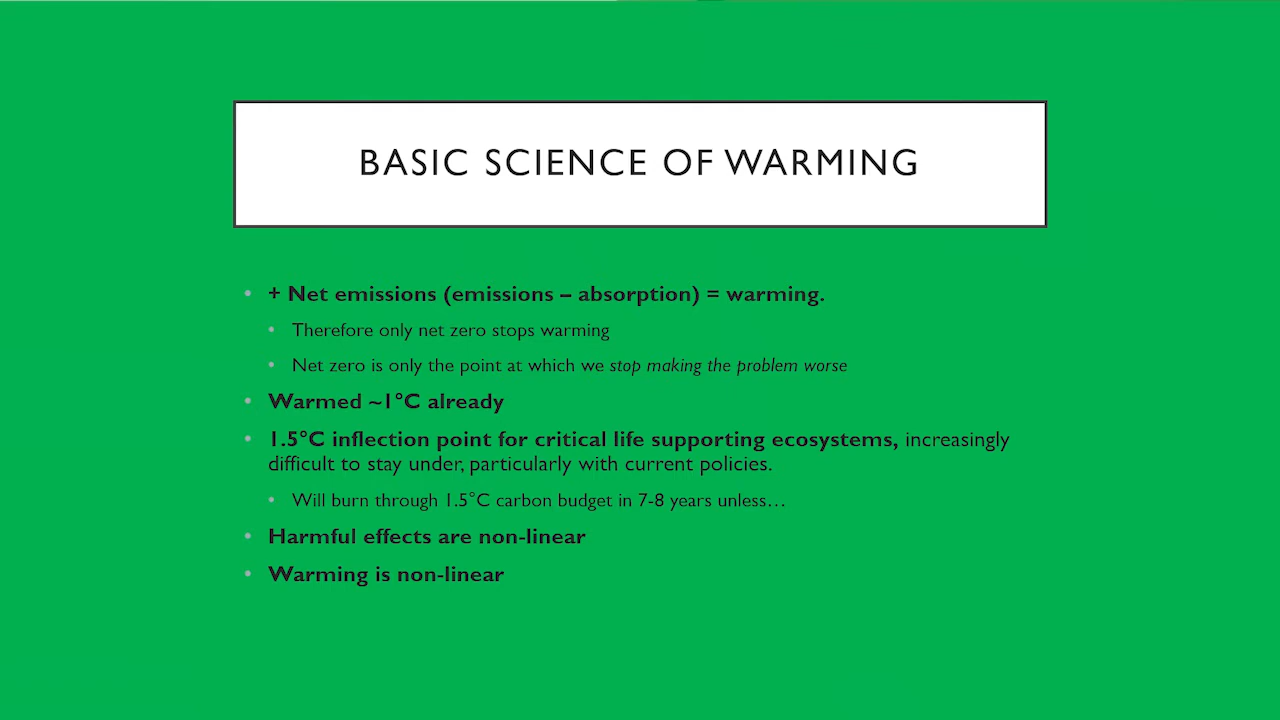 BASIC SCIENCE OF WARMING
• + Net emissions (emissions – absorption) = warming.
• Therefore only net zero stops warming
• Net zero is only the point at which we stop making the problem worse
• Warmed ~1°C already
• 1.5°C inflection point for critical life supporting ecosystems, increasingly
difficult to stay under, particularly with current policies.
• Will burn through 1.5°C carbon budget in 7-8 years unless…
• Harmful effects are non-linear
• Warming is non-linear